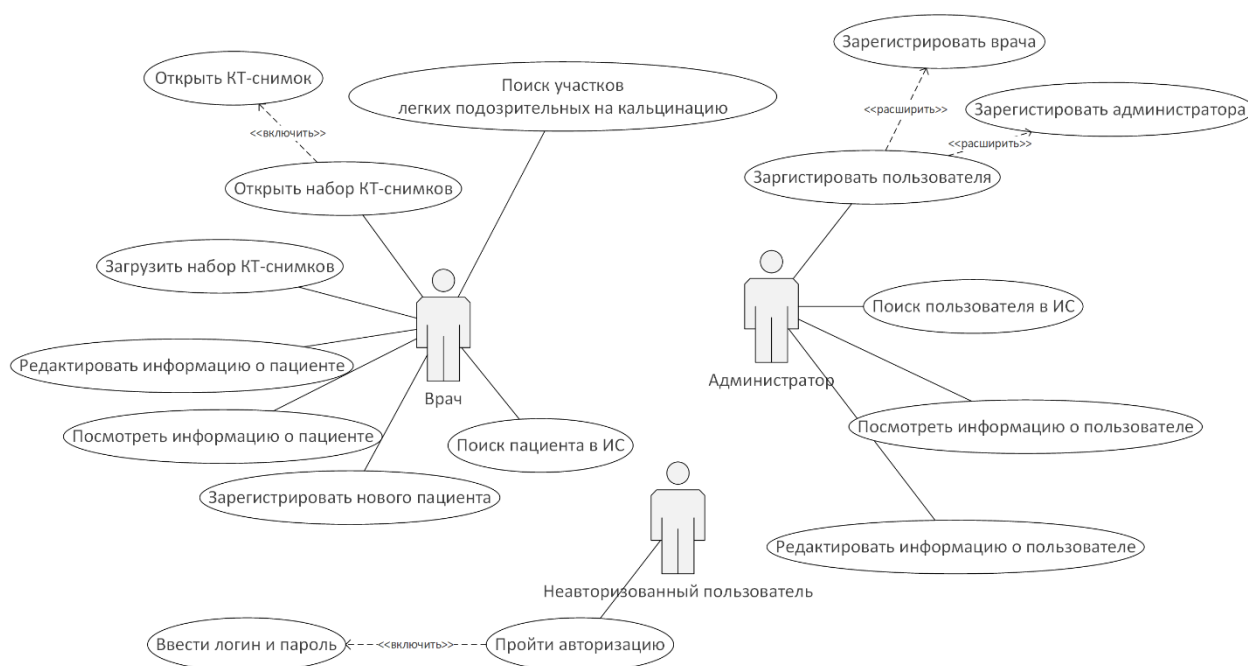 Зарегистрировать врача
Открыть КТ-снимок
Поиск участков
легких подозрительных на кальцинацию
<<расширить>>
Зарегистировать администратора
<<включить>>
<<расширить>>
Открыть набор КТ-снимков
Заргистировать пользователя
Загрузить набор КТ-снимков
Поиск пользователя в ИС
Редактировать информацию о пациенте
Администратор
Врач
Посмотреть информацию о пациенте
Поиск пациента в ИС
Посмотреть информацию о пользователе
Зарегистрировать нового пациента
Редактировать информацию о пользователе
Неавторизованный пользователь
Ввести логин и пароль
<<включить>>
Пройти авторизацию